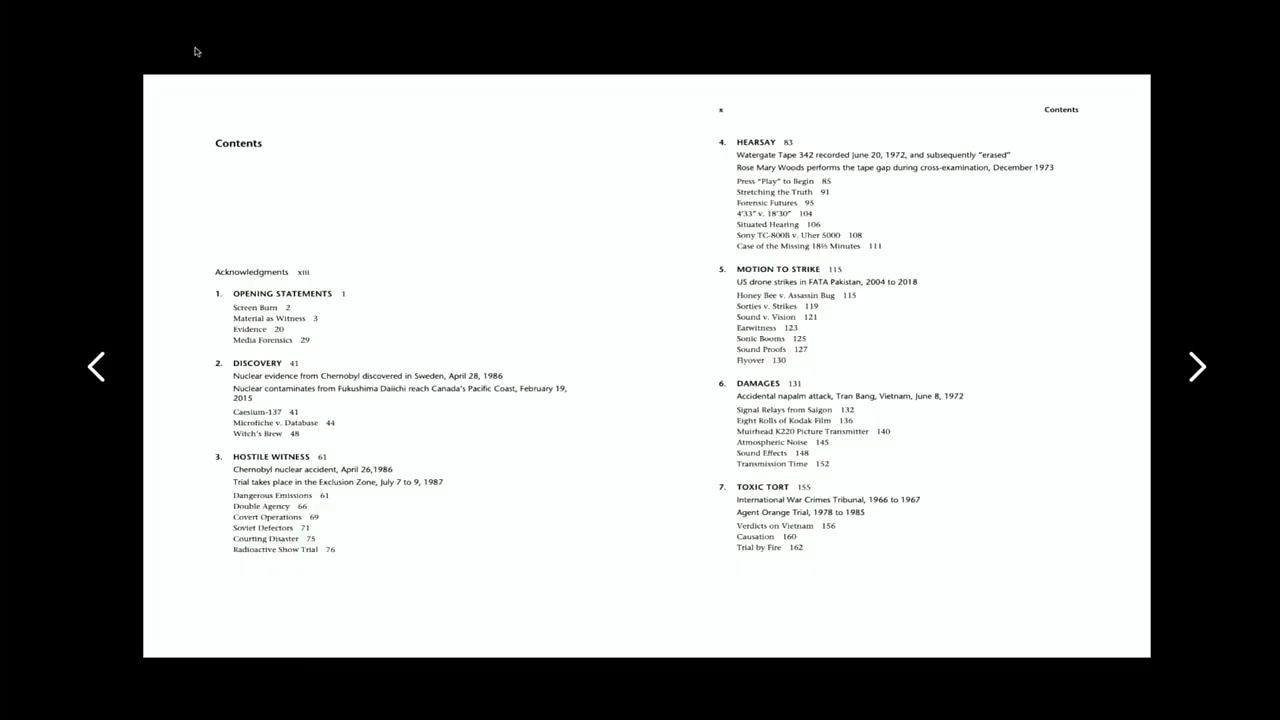 Contents
Acknowledgments xiii
1. OPENING STATEMENTS 1
Screen Burn 2
Material as Witness 3
Evidence 20
Media Forensics 29
2. DISCOVERY 41
Nuclear evidence from Chernobyl discovered in Sweden, April 28, 1986
Nuclear contaminates from Fukushima Daiichi reach Canada's Pacific Coast, February 19,
2015
Caesium-137 41
Microfiche v. Database 44
Witch's Brew 48
3. HOSTILE WITNESS 61
Chernobyl nuclear accident, April 26,1986
Trial takes place in the Exclusion Zone, July 7 to 9, 1987
Dangerous Emissions 61
Double Agency 66
Covert Operations 69
Soviet Defectors 71
Courting Disaster 75
Radioactive Show Trial 76
x Contents
4. HEARSAY 83
Watergate Tape 342 recorded June 20, 1972, and subsequently "erased"
Rose Mary Woods performs the tape gap during cross-examination, December 1973
Press "Play" to Begin 85
Stretching the Truth 91
Forensic Futures 95
4'33" v. 18'30" 104
Situated Hearing 106
Sony TC-800B v. Uher 5000 108
Case of the Missing 18½ Minutes 111
5. MOTION TO STRIKE 115
US drone strikes in FATA Pakistan, 2004 to 2018
Honey Bee v. Assassin Bug 115
Sorties v. Strikes 119
Sound v. Vision 121
Earwitness 123
Sonic Booms 125
Sound Proofs 127
Flyover 130
6. DAMAGES 131
Accidental napalm attack, Tran Bang, Vietnam, June 8, 1972
Signal Relays from Saigon 132
Eight Rolls of Kodak Film 136
Muirhead K220 Picture Transmitter 140
Atmospheric Noise 145
Sound Effects 148
Transmission Time 152
7. TOXIC TORT 155
International War Crimes Tribunal, 1966 to 1967
Agent Orange Trial, 1978 to 1985
Verdicts on Vietnam 156
Causation 160
Trial by Fire 162